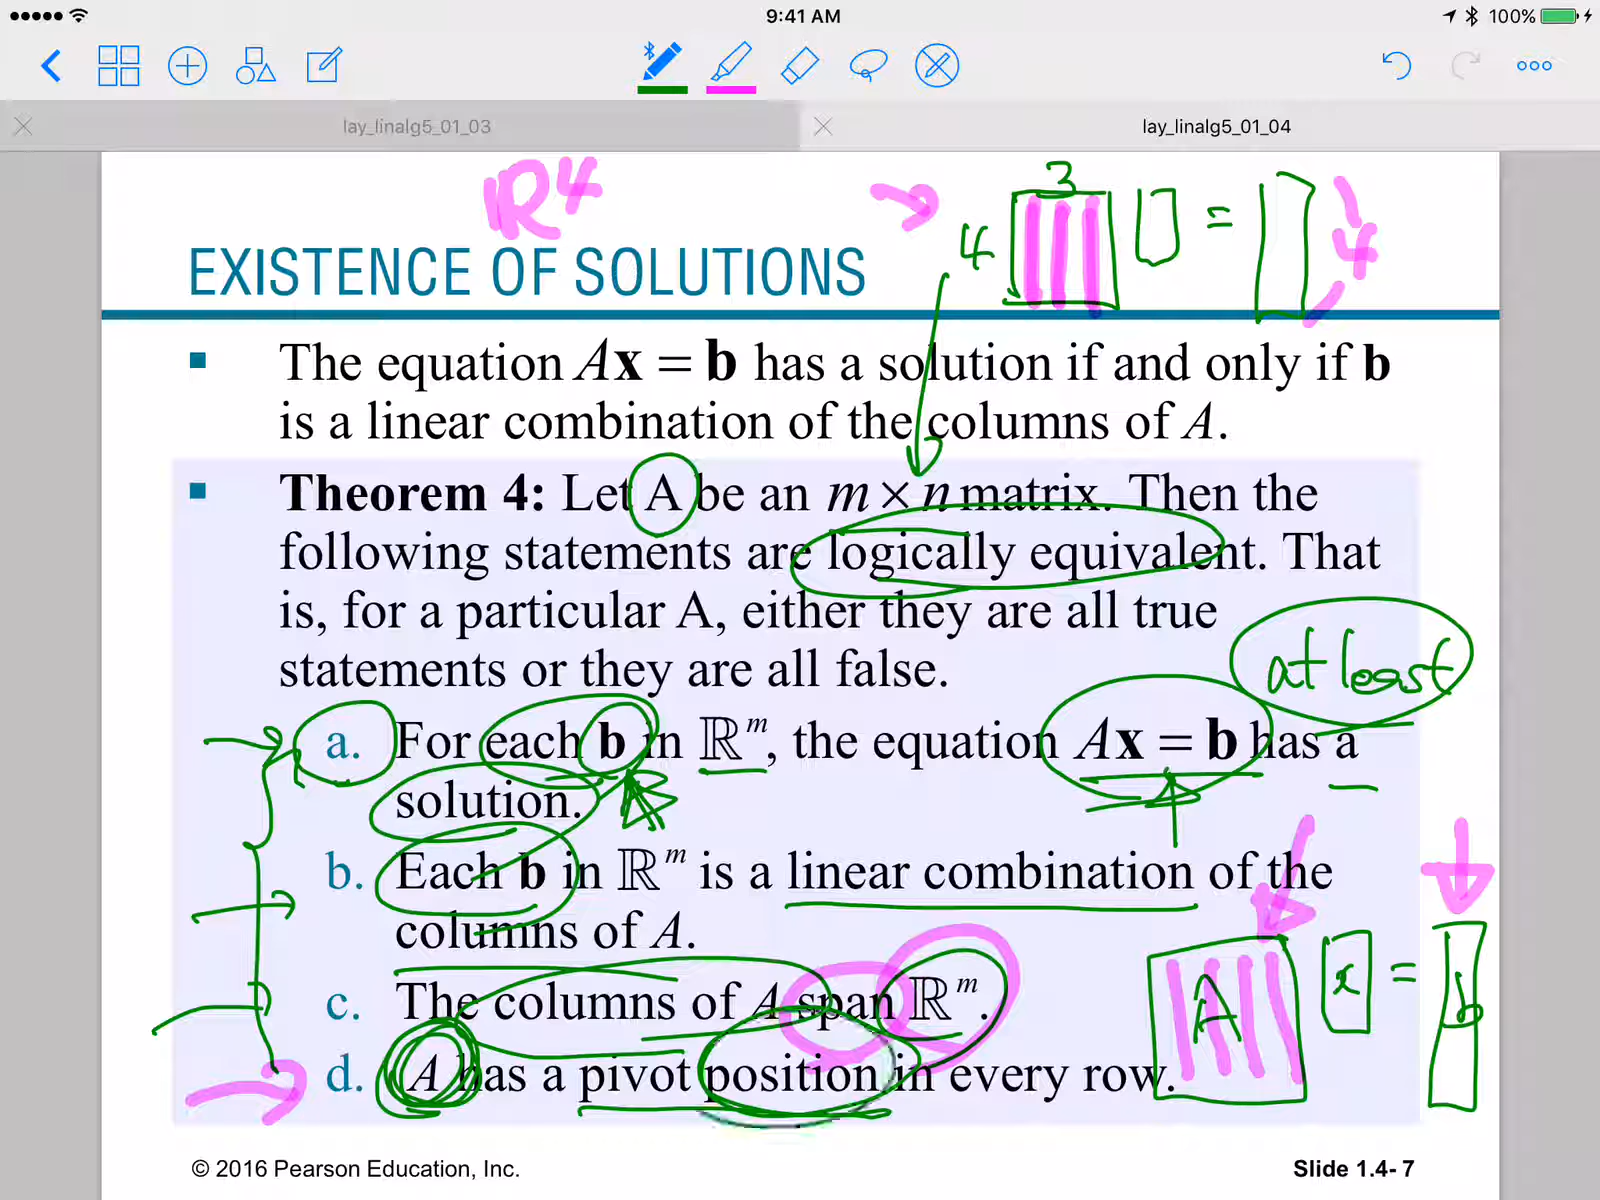 9:41 AM
100%
lay_linalg5_01_03
lay_linalg5_01_04
ℝ4
3
4
=
4
EXISTENCE OF SOLUTIONS
The equation Ax = b has a solution if and only if b
is a linear combination of the columns of A.
Theorem 4: Let A be an m × n matrix. Then the
following statements are logically equivalent. That
is, for a particular A, either they are all true
statements or they are all false.
at least
a. For each b in ℝᵐ, the equation Ax = b has a
solution.
b. Each b in ℝᵐ is a linear combination of the
columns of A.
c. The columns of A span ℝᵐ.
A x = b
d. A has a pivot position in every row.
© 2016 Pearson Education, Inc.
Slide 1.4- 7